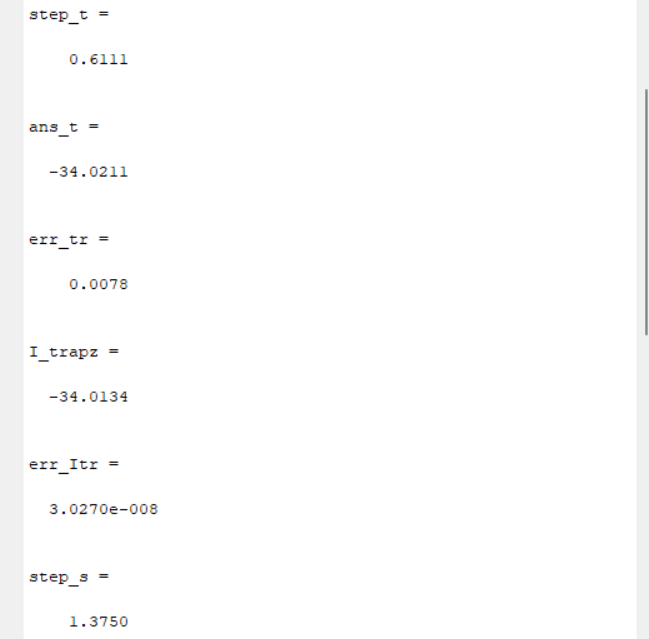 step_t =
0.6111
ans_t =
-34.0211
err_tr =
0.0078
I_trapz =
-34.0134
err_Itr =
3.0270e-008
step_s =
1.3750